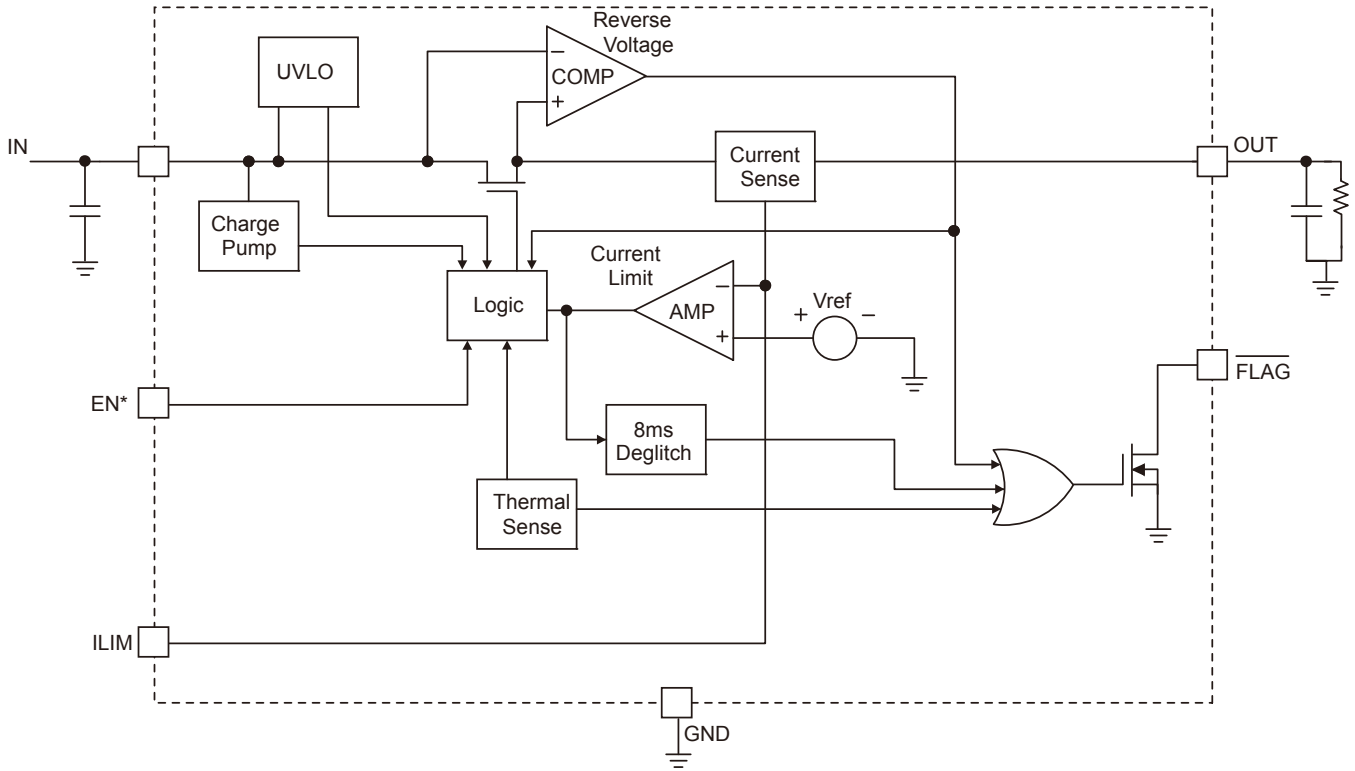 Reverse
Voltage
UVLO
−
COMP
+
IN
OUT
Current
Sense
Charge
Pump
Current
Limit
Logic
−
AMP
+
+ Vref −
FLAG
EN*
8ms
Deglitch
Thermal
Sense
ILIM
GND